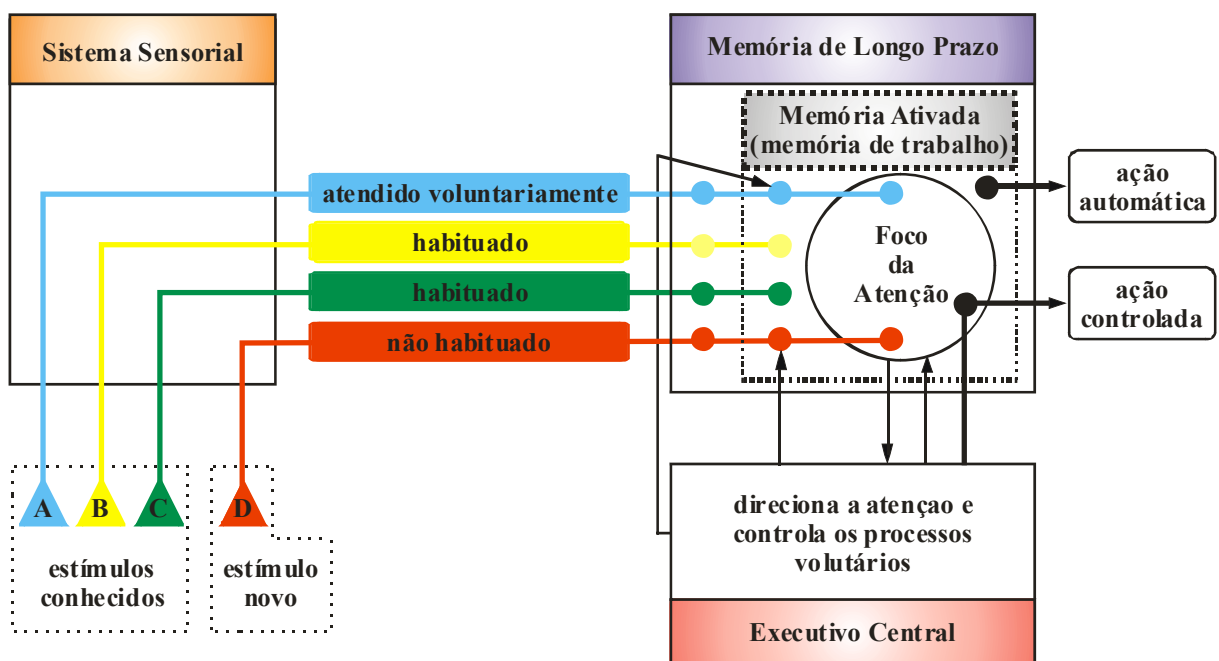 Sistema Sensorial
Memória de Longo Prazo
Memória Ativada
(memória de trabalho)
atendido voluntariamente
habituado
habituado
não habituado
Foco
da
Atenção
ação
automática
ação
controlada
A
B
C
D
estímulos
conhecidos
estímulo
novo
direciona a atençao e
controla os processos
volutários
Executivo Central